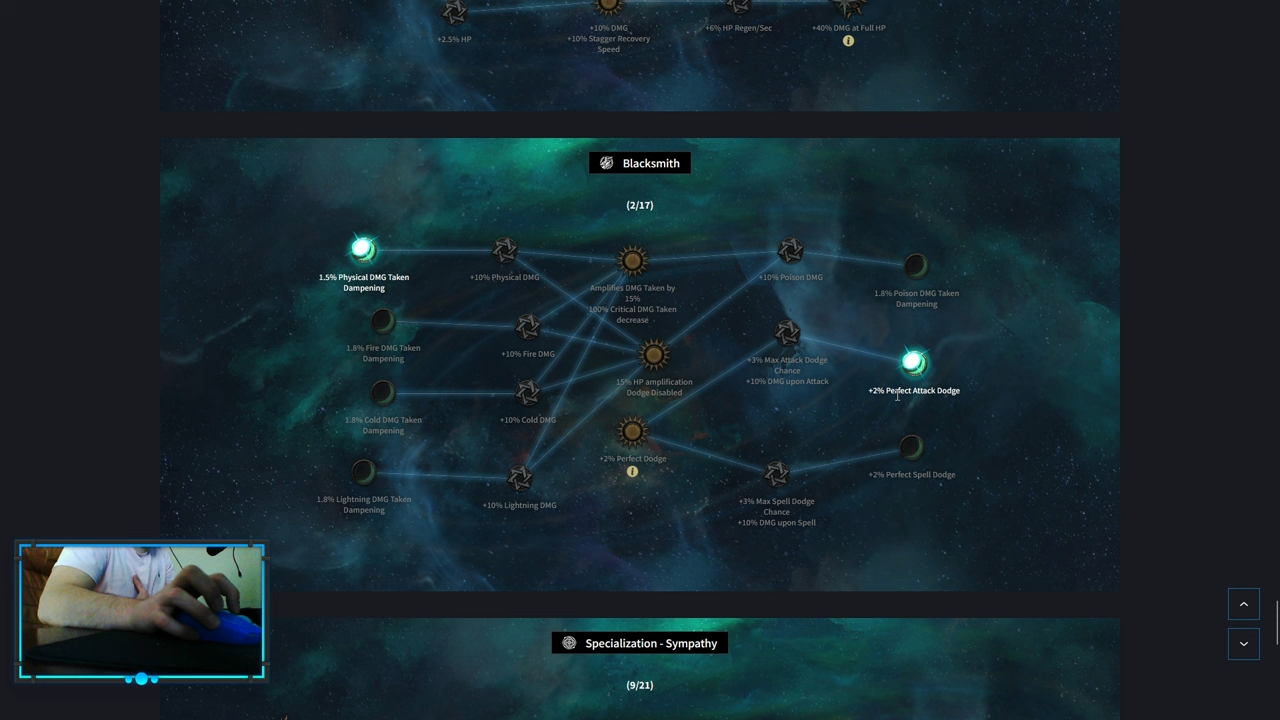 +2.5% HP
+10% DMG
+10% Stagger Recovery
Speed
+6% HP Regen/Sec
+40% DMG at Full HP
i
Blacksmith
(2/17)
1.5% Physical DMG Taken
Dampening
+10% Physical DMG
Amplifies DMG Taken by
15%
100% Critical DMG Taken
decrease
+10% Poison DMG
1.8% Poison DMG Taken
Dampening
1.8% Fire DMG Taken
Dampening
+10% Fire DMG
15% HP amplification
Dodge Disabled
+3% Max Attack Dodge
Chance
+10% DMG upon Attack
+2% Perfect Attack Dodge
1.8% Cold DMG Taken
Dampening
+10% Cold DMG
+2% Perfect Dodge
i
+2% Perfect Spell Dodge
1.8% Lightning DMG Taken
Dampening
+10% Lightning DMG
+3% Max Spell Dodge
Chance
+10% DMG upon Spell
Specialization - Sympathy
(9/21)